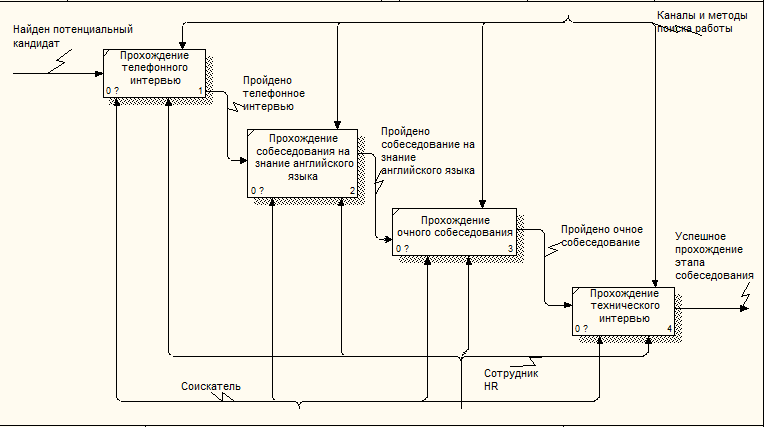 Каналы и методы
поиска работы
Найден потенциальный
кандидат
Прохождение
телефонного
интервью
0 ?
1
Пройдено
телефонное
интервью
Прохождение
собеседования на
знание английского
языка
0 ?
2
Пройдено
собеседование на
знание
английского языка
Прохождение
очного собеседования
0 ?
3
Пройдено очное
собеседование
Успешное
прохождение
этапа
собеседования
Прохождение
технического
интервью
0 ?
4
Сотрудник
HR
Соискатель